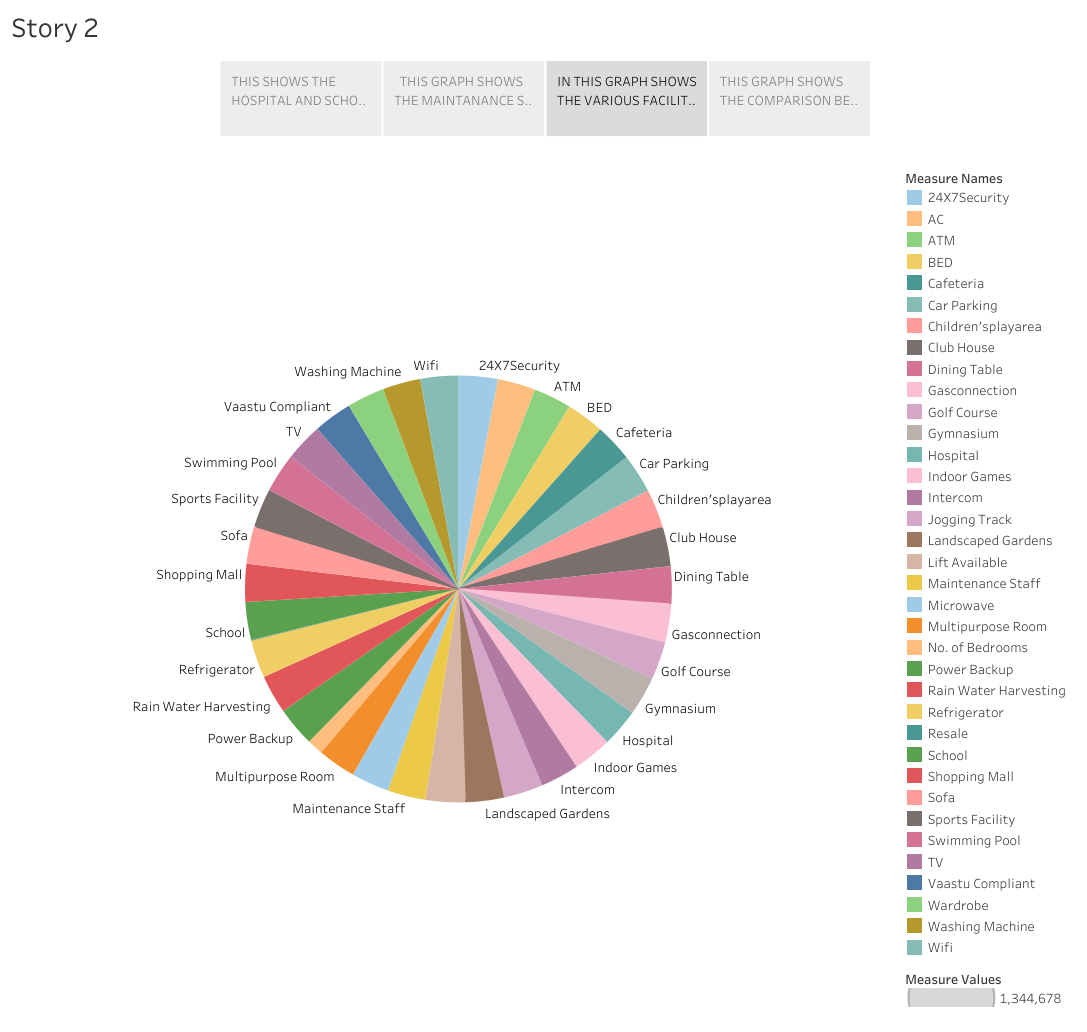 Story 2
THIS SHOWS THE
HOSPITAL AND SCHO..
THIS GRAPH SHOWS
THE MAINTANANCE S..
IN THIS GRAPH SHOWS
THE VARIOUS FACILIT..
THIS GRAPH SHOWS
THE COMPARISON BE..
Wifi
24X7Security
Washing Machine
ATM
Vaastu Compliant
BED
TV
Cafeteria
Swimming Pool
Car Parking
Sports Facility
Children'splayarea
Sofa
Club House
Shopping Mall
Dining Table
School
Gasconnection
Refrigerator
Golf Course
Rain Water Harvesting
Gymnasium
Power Backup
Hospital
Multipurpose Room
Indoor Games
Intercom
Maintenance Staff
Landscaped Gardens
Measure Names
24X7Security
AC
ATM
BED
Cafeteria
Car Parking
Children'splayarea
Club House
Dining Table
Gasconnection
Golf Course
Gymnasium
Hospital
Indoor Games
Intercom
Jogging Track
Landscaped Gardens
Lift Available
Maintenance Staff
Microwave
Multipurpose Room
No. of Bedrooms
Power Backup
Rain Water Harvesting
Refrigerator
Resale
School
Shopping Mall
Sofa
Sports Facility
Swimming Pool
TV
Vaastu Compliant
Wardrobe
Washing Machine
Wifi
Measure Values
1,344,678